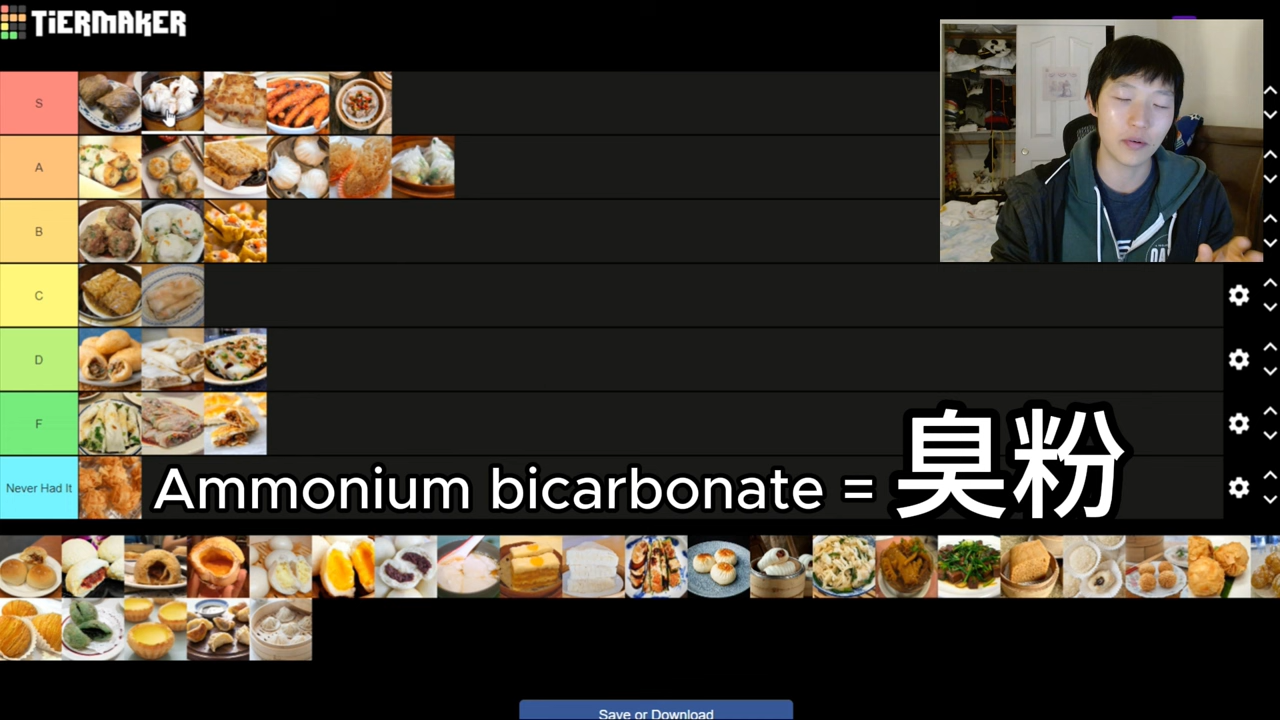 TiERMAKER
S
A
B
C
D
F
Never Had It
Ammonium bicarbonate = 臭粉
Save or Download